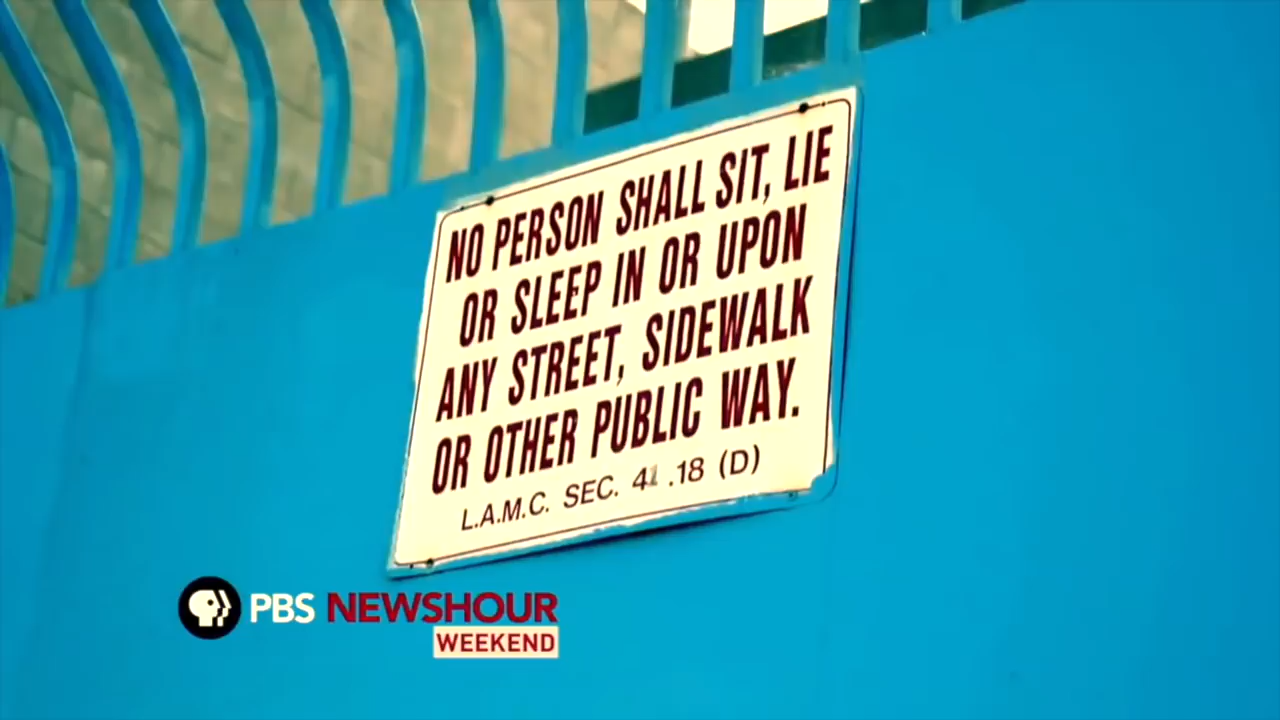 NO PERSON SHALL SIT, LIE
OR SLEEP IN OR UPON
ANY STREET, SIDEWALK
OR OTHER PUBLIC WAY.
L.A.M.C. SEC. 41.18 (D)
PBS NEWSHOUR
WEEKEND